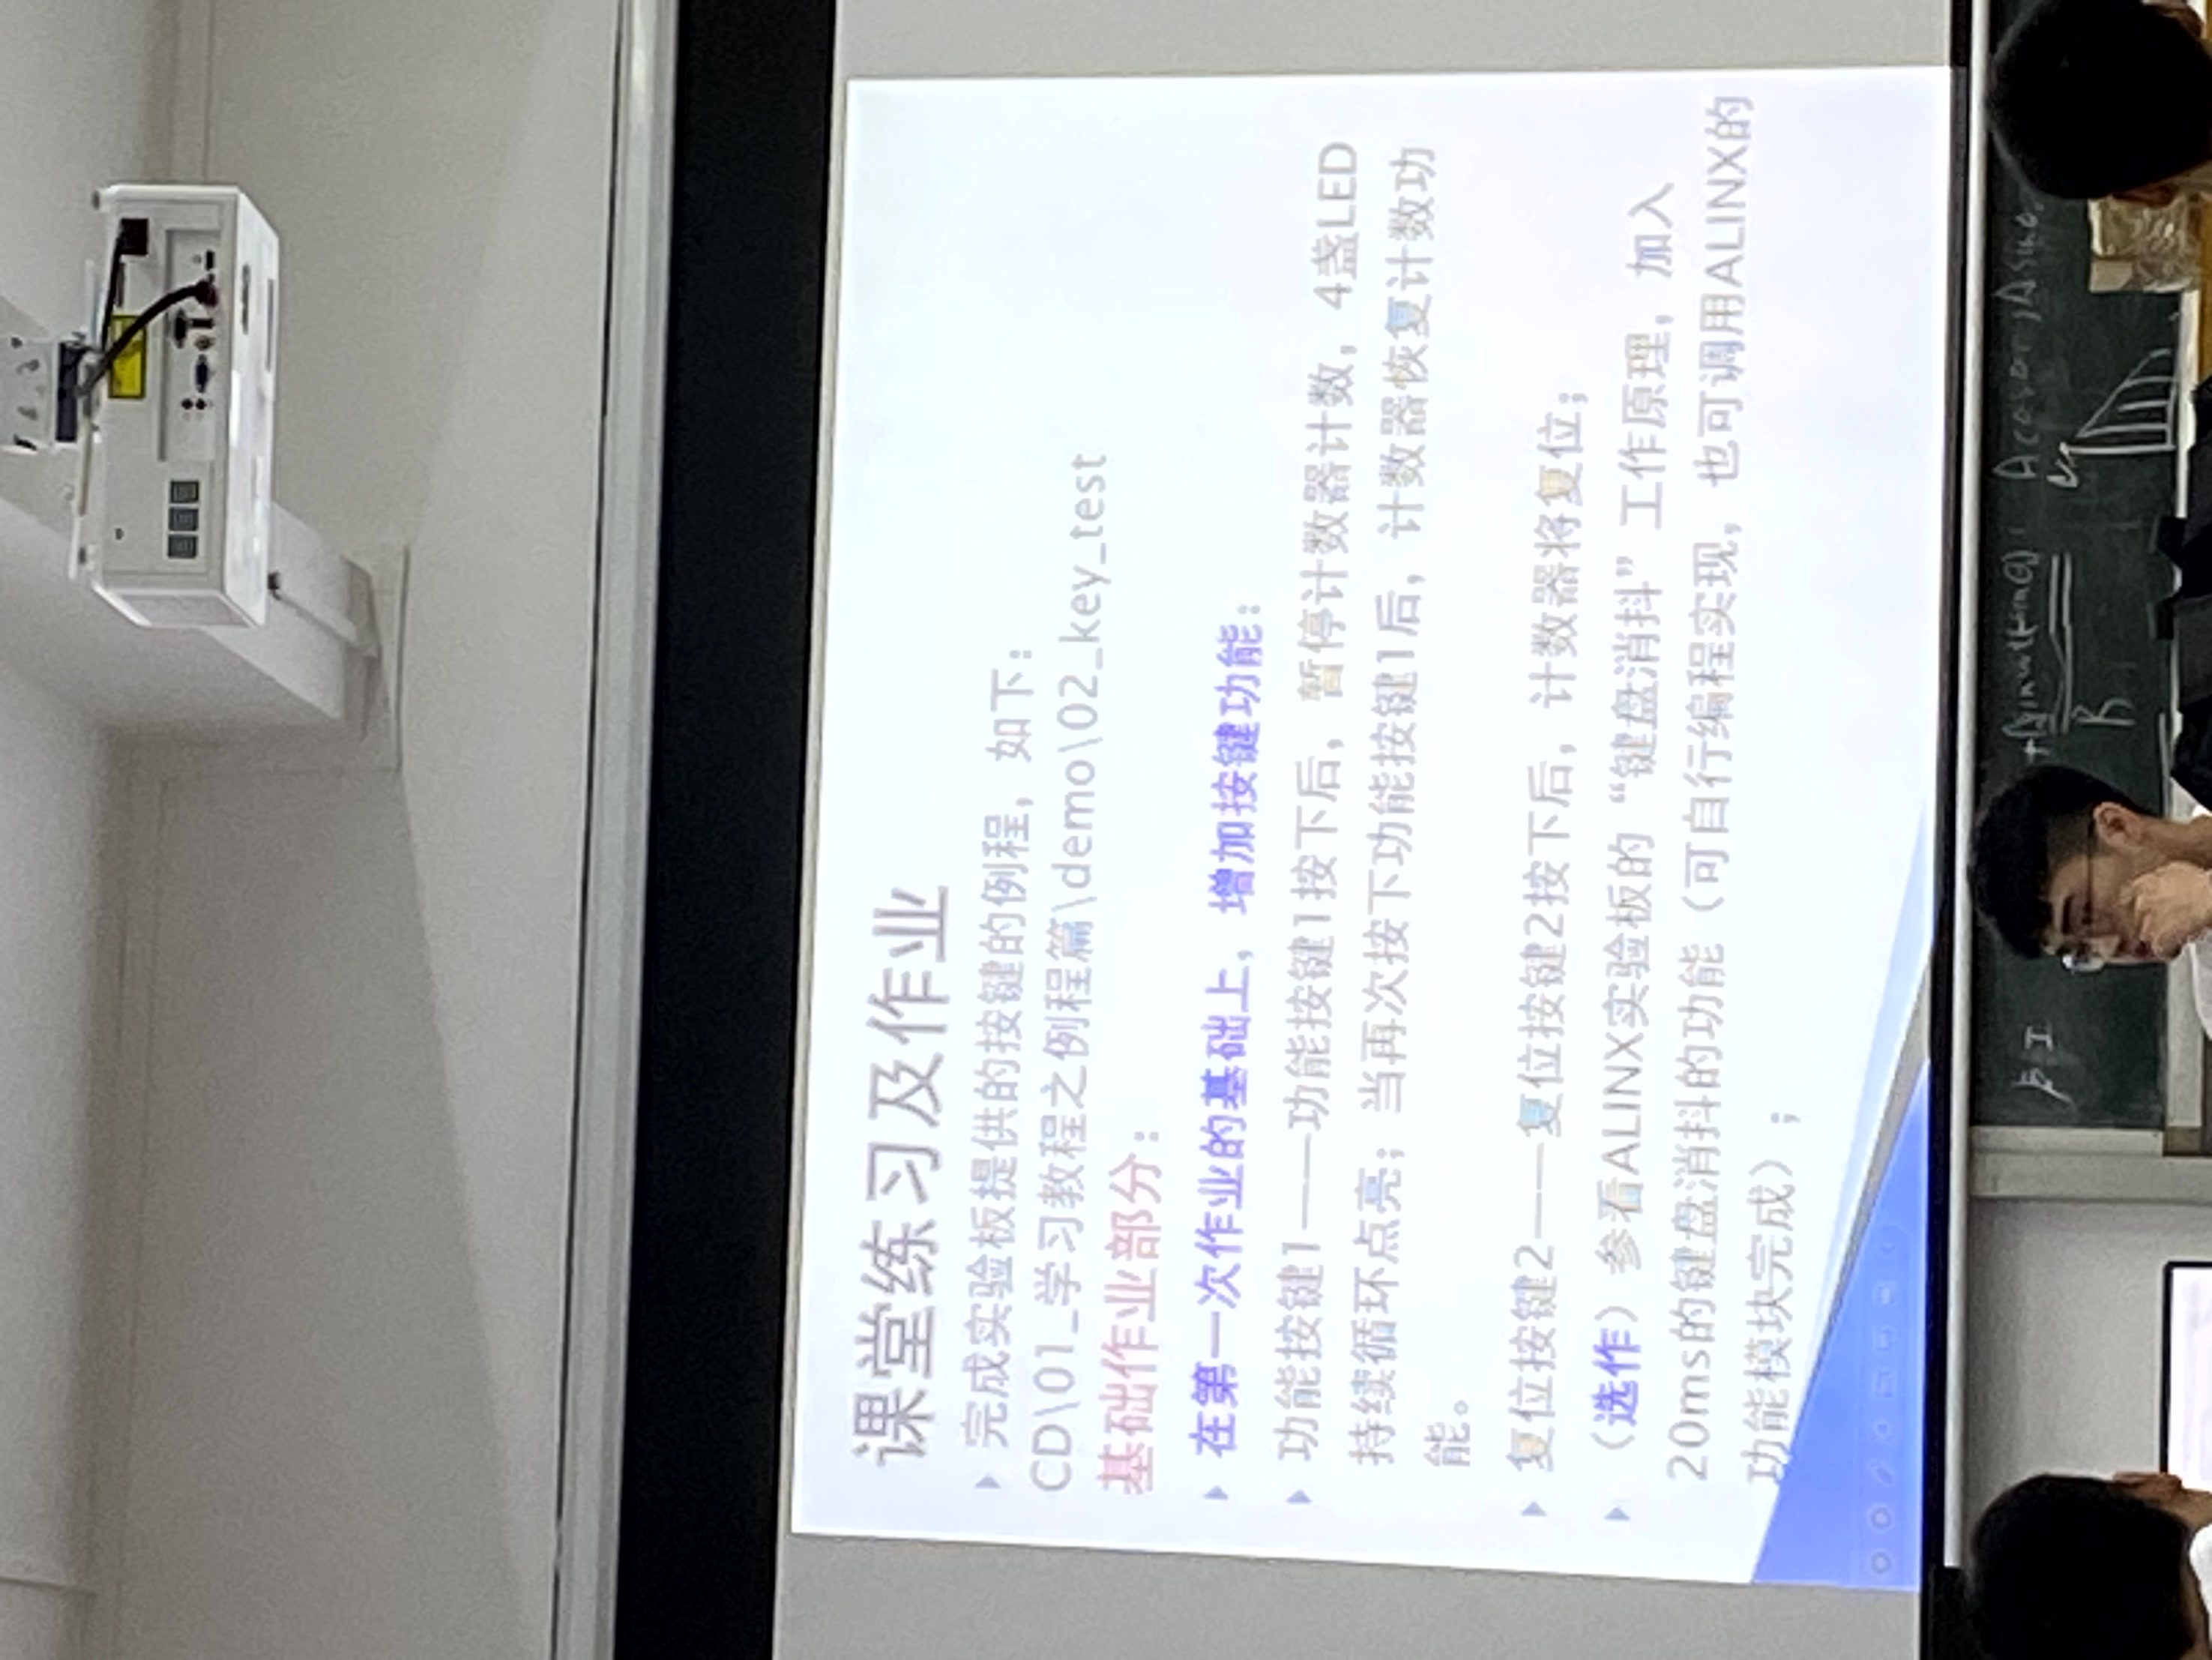 课堂练习及作业
完成实验板提供的按键的例程，如下：
CD\01_学习教程之例程篇\demo\02_key_test
基础作业部分：
在第一次作业的基础上，增加按键功能：
功能按键1——功能按键1按下后，暂停计数器计数，4盏LED
持续循环点亮；当再次按下功能按键1后，计数器恢复计数功
能。
复位按键2——复位按键2按下后，计数器将复位；
（选作）参看ALINX实验板的“键盘消抖”工作原理，加入
20ms的键盘消抖的功能（可自行编程实现，也可调用ALINX的
功能模块完成）；
B